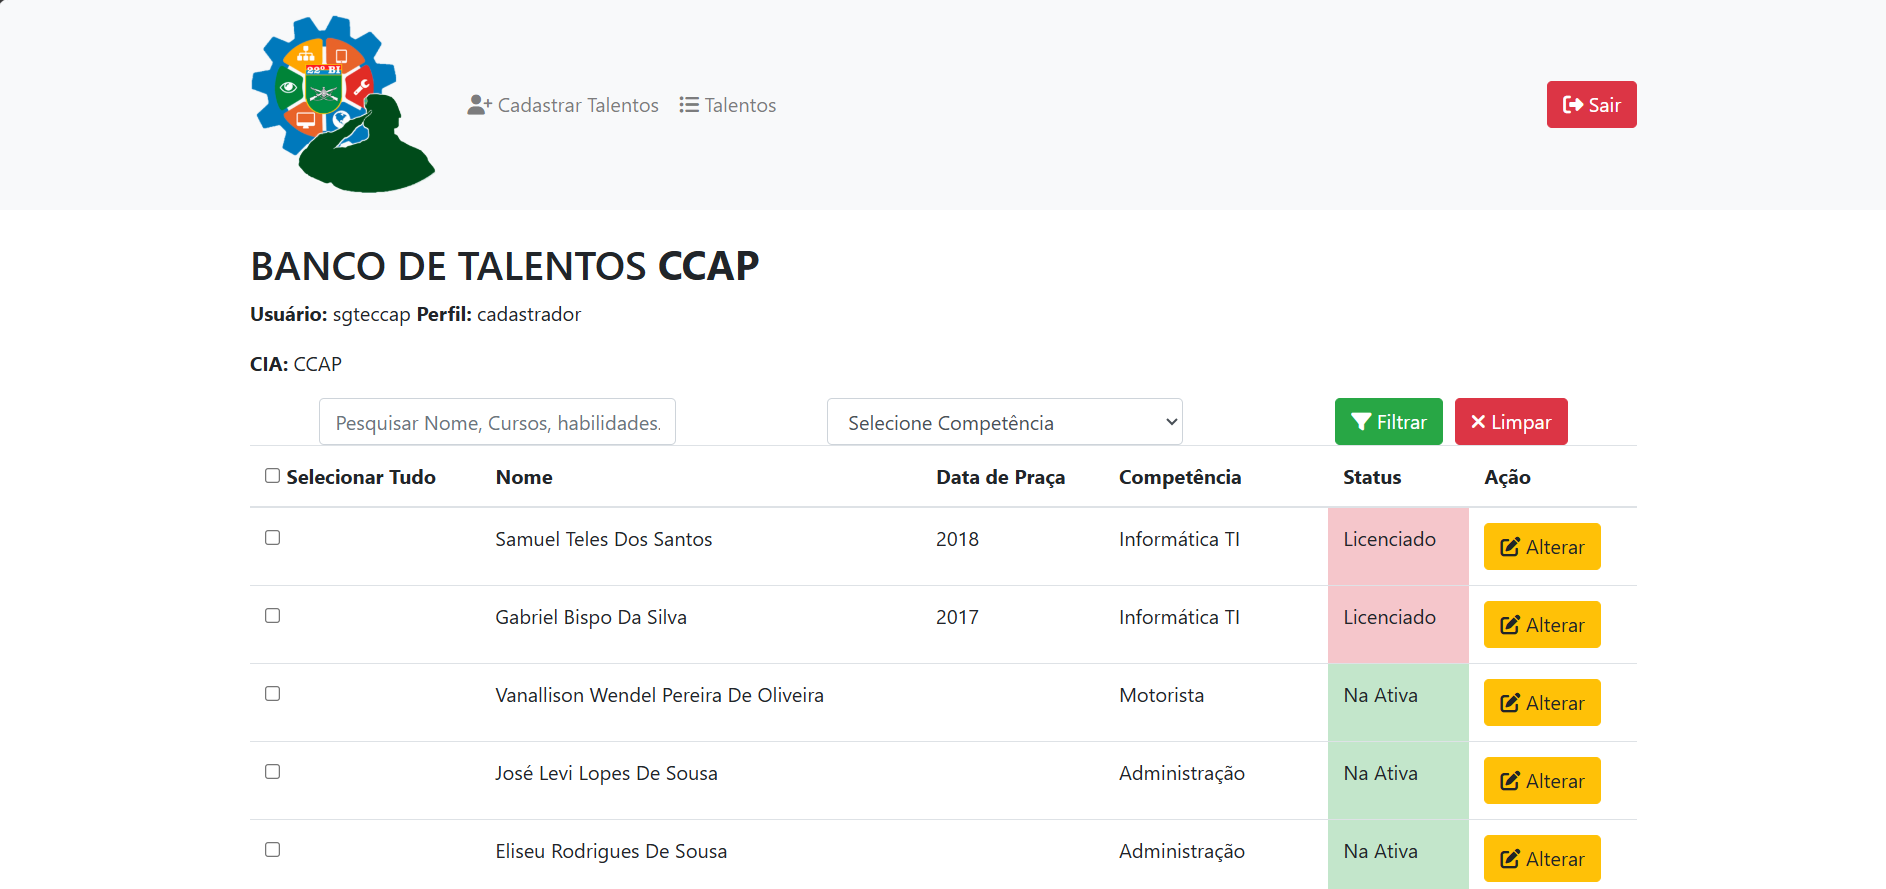 22º BI
Cadastrar Talentos Talentos Sair
BANCO DE TALENTOS CCAP
Usuário: sgteccap Perfil: cadastrador
CIA: CCAP
Pesquisar Nome, Cursos, habilidades. Selecione Competência Filtrar Limpar
Selecionar Tudo Nome Data de Praça Competência Status Ação
Samuel Teles Dos Santos 2018 Informática TI Licenciado Alterar
Gabriel Bispo Da Silva 2017 Informática TI Licenciado Alterar
Vanallison Wendel Pereira De Oliveira Motorista Na Ativa Alterar
José Levi Lopes De Sousa Administração Na Ativa Alterar
Eliseu Rodrigues De Sousa Administração Na Ativa Alterar